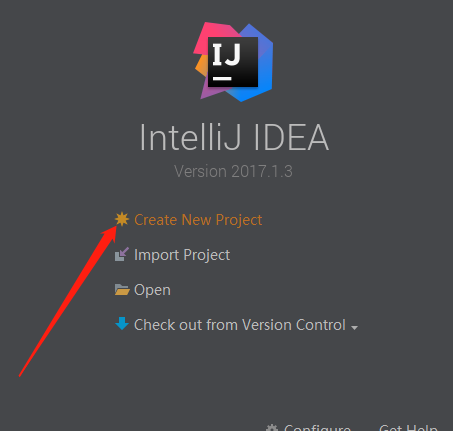 IJ
IntelliJ IDEA
Version 2017.1.3
Create New Project
Import Project
Open
Check out from Version Control
Configure Get Help